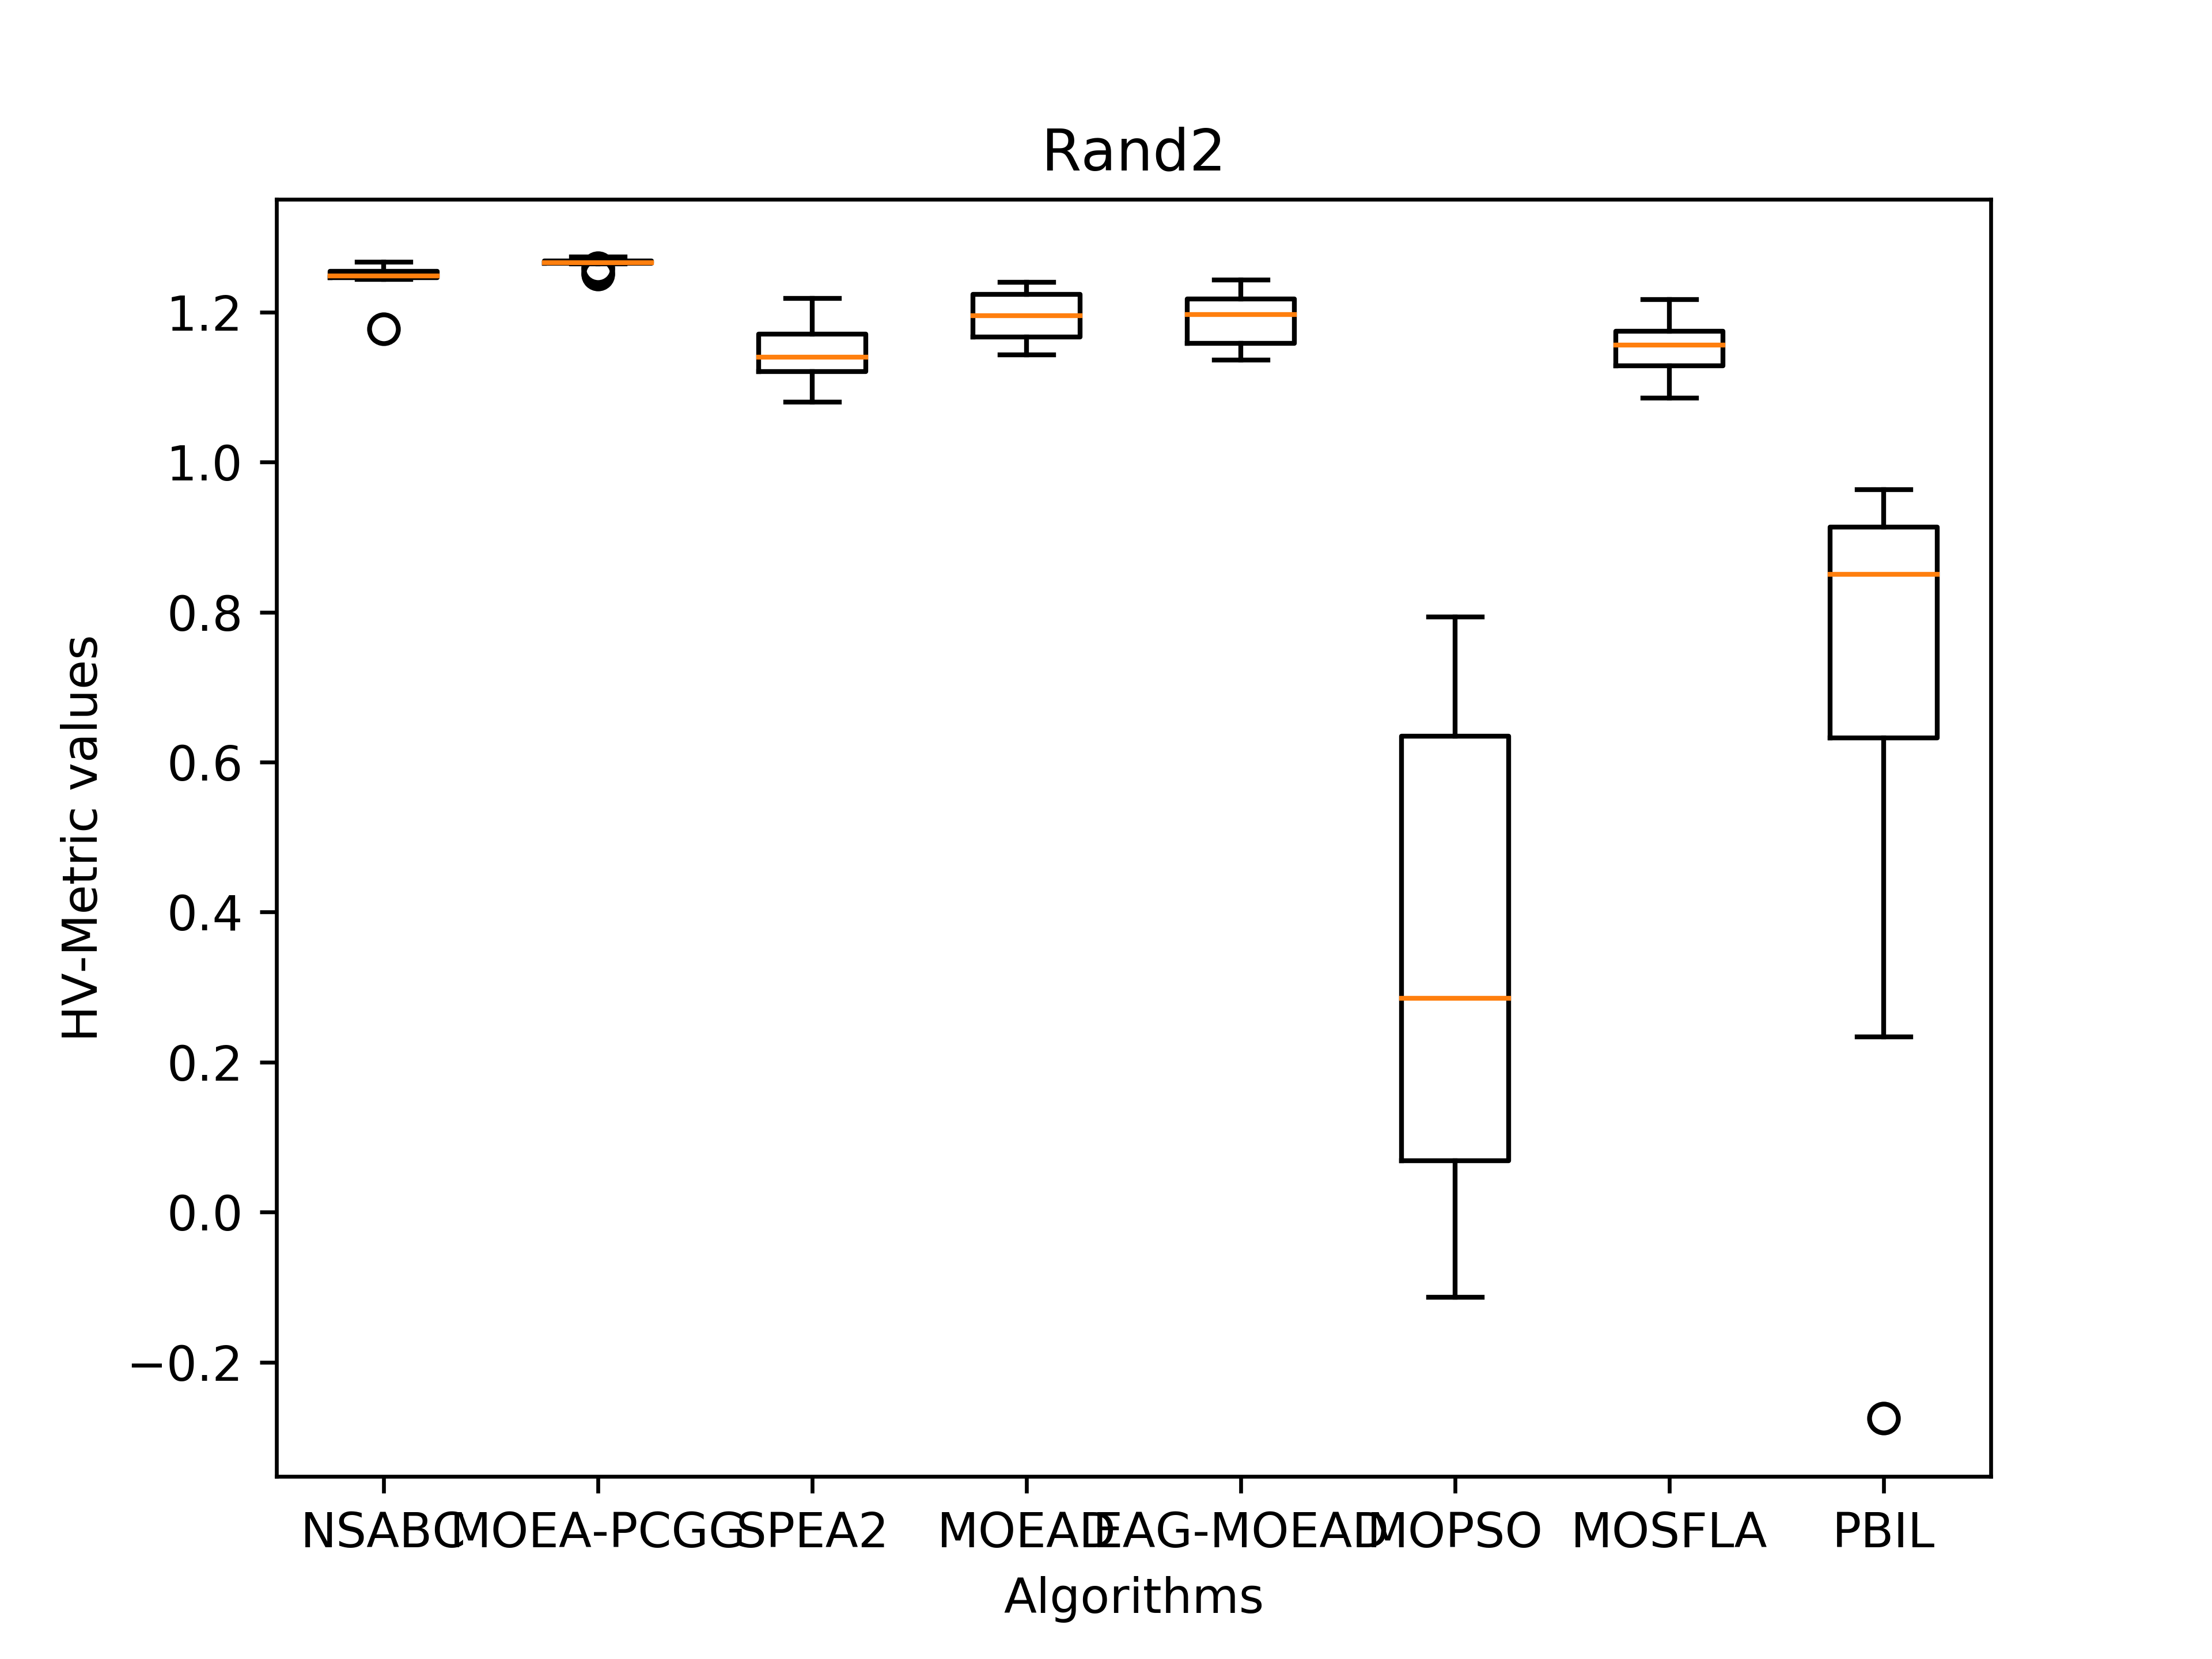 Rand2
HV-Metric values
1.2
1.0
0.8
0.6
0.4
0.2
0.0
−0.2
NSABC MOEA-PCGG SPEA2 MOEAD EAG-MOEAD MOPSO MOSFLA PBIL
Algorithms